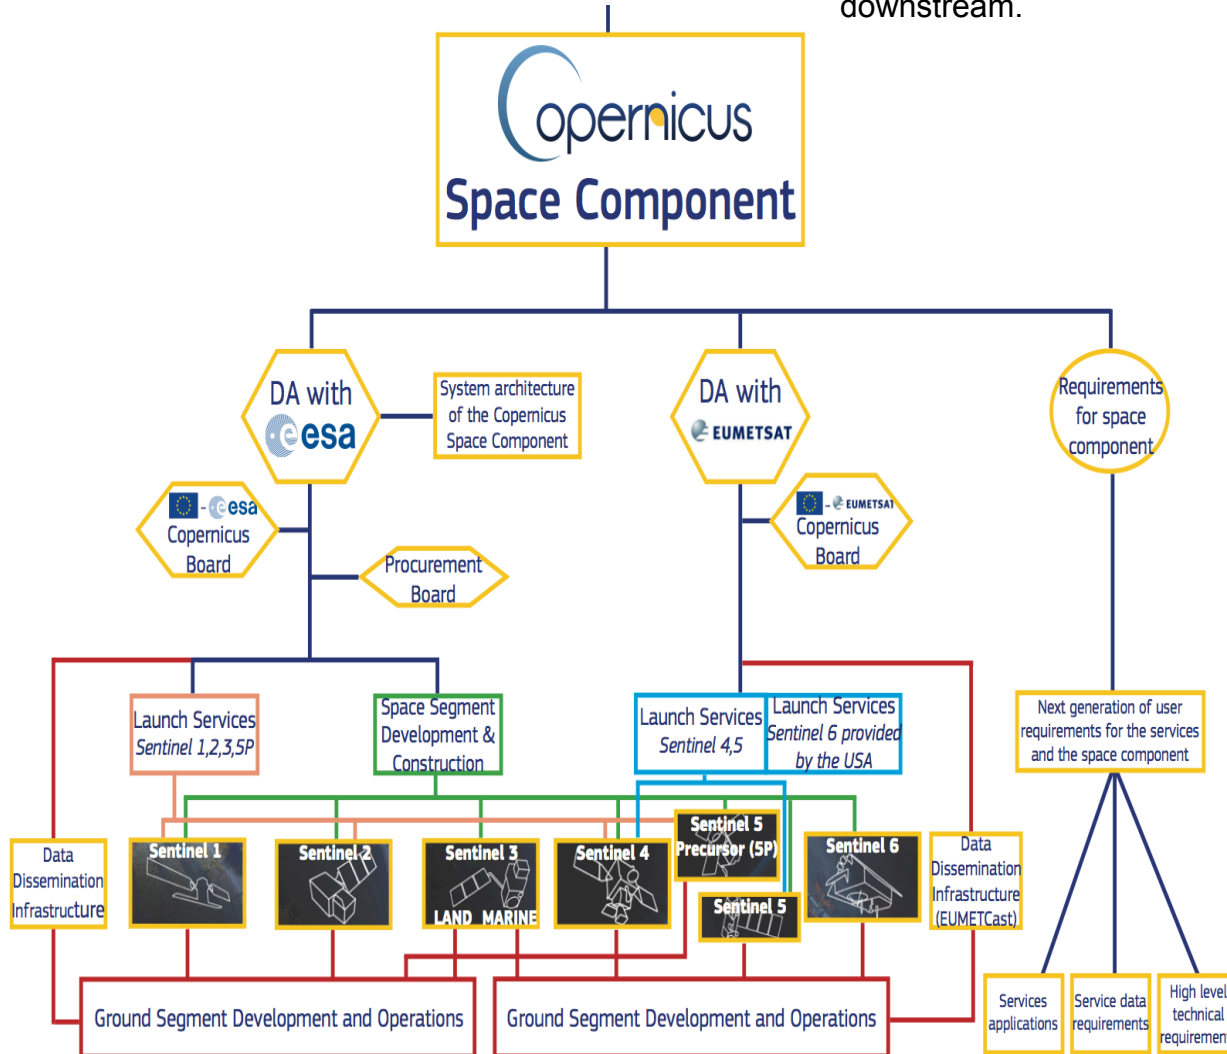 downstream.
Copernicus
Space Component
DA with
esa
System architecture
of the Copernicus
Space Component
DA with
EUMETSAT
Requirements
for space
component
- esa
Copernicus
Board
Procurement
Board
- EUMETSAT
Copernicus
Board
Launch Services
Sentinel 1,2,3,5P
Space Segment
Development &
Construction
Launch Services
Sentinel 4,5
Launch Services
Sentinel 6 provided
by the USA
Next generation of user
requirements for the services
and the space component
Data
Dissemination
Infrastructure
Sentinel 1
Sentinel 2
Sentinel 3
LAND MARINE
Sentinel 4
Sentinel 5
Precursor (5P)
Sentinel 5
Sentinel 6
Data
Dissemination
Infrastructure
(EUMETCast)
Ground Segment Development and Operations
Ground Segment Development and Operations
Services
applications
Service data
requirements
High level
technical
requiremen